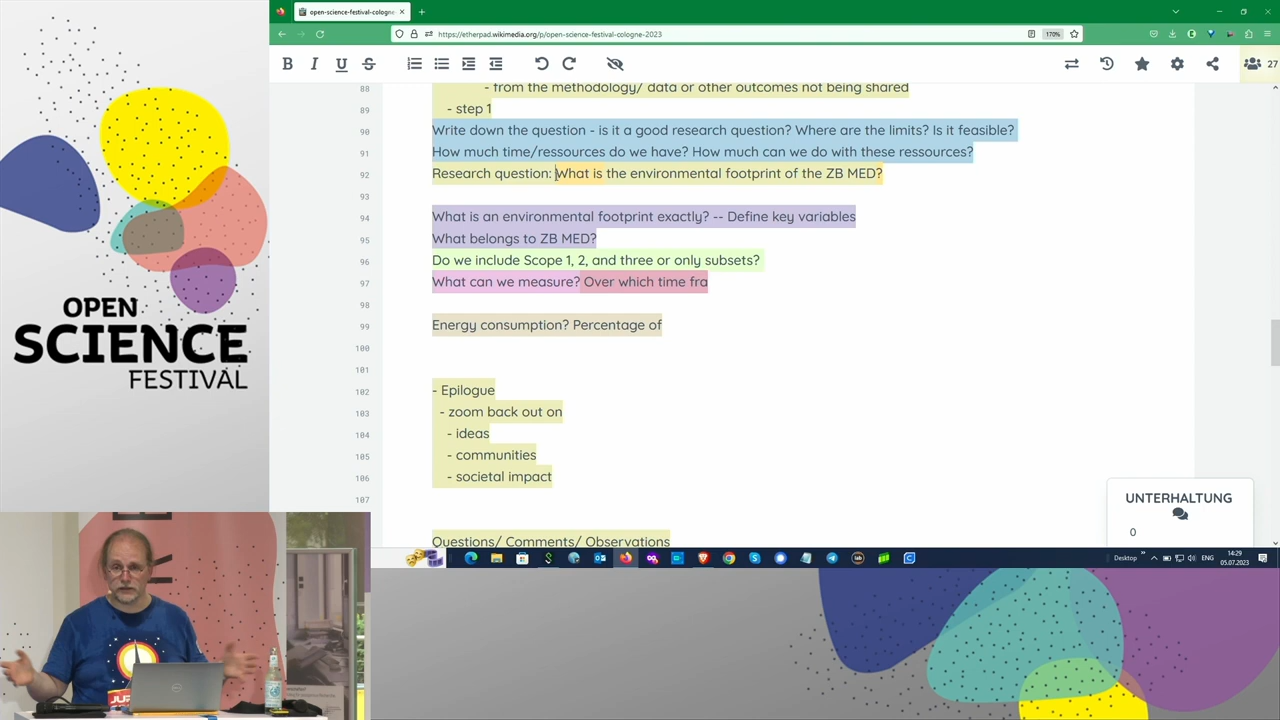 open-science-festival-cologne
https://etherpad.wikimedia.org/p/open-science-festival-cologne-2023
170%
B I U S
27
88 - from the methodology/ data or other outcomes not being shared
89 - step 1
90 Write down the question - is it a good research question? Where are the limits? Is it feasible?
91 How much time/ressources do we have? How much can we do with these ressources?
92 Research question: What is the environmental footprint of the ZB MED?
93
94 What is an environmental footprint exactly? -- Define key variables
95 What belongs to ZB MED?
96 Do we include Scope 1, 2, and three or only subsets?
97 What can we measure? Over which time fra
98
99 Energy consumption? Percentage of
100
101
102 - Epilogue
103 - zoom back out on
104 - ideas
105 - communities
106 - societal impact
107
Questions/ Comments/ Observations
UNTERHALTUNG
0
Desktop
ENG
14:29
05.07.2023
OPEN
SCIENCE
FESTIVAL
DELL